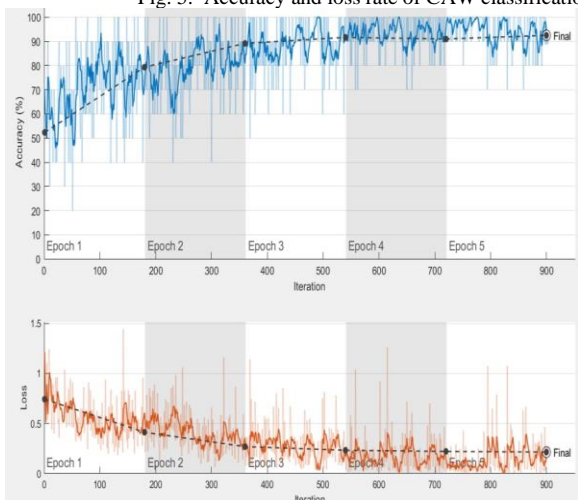 Fig. 3. Accuracy and loss rate of CAW classification
100
90
80
70
60
50
40
30
20
10
0
Accuracy (%)
Final
Epoch 1
Epoch 2
Epoch 3
Epoch 4
Epoch 5
0
100
200
300
400
500
600
700
800
900
Iteration
1.5
1
0.5
0
Loss
Final
Epoch 1
Epoch 2
Epoch 3
Epoch 4
Epoch 5
0
100
200
300
400
500
600
700
800
900
Iteration